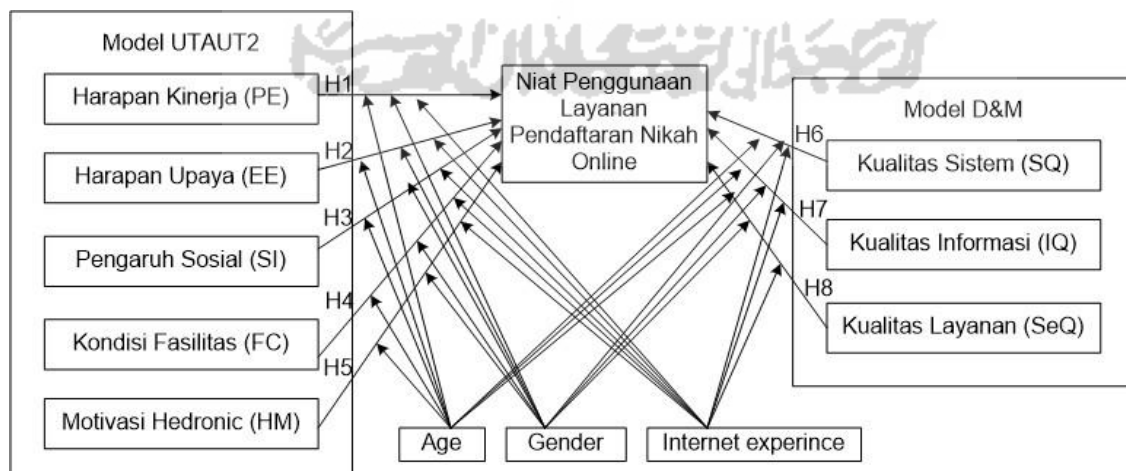 Model UTAUT2
Harapan Kinerja (PE)
Harapan Upaya (EE)
Pengaruh Sosial (SI)
Kondisi Fasilitas (FC)
Motivasi Hedronic (HM)
H1
H2
H3
H4
H5
Niat Penggunaan
Layanan
Pendaftaran Nikah
Online
Model D&M
H6
Kualitas Sistem (SQ)
H7
Kualitas Informasi (IQ)
H8
Kualitas Layanan (SeQ)
Age
Gender
Internet experince